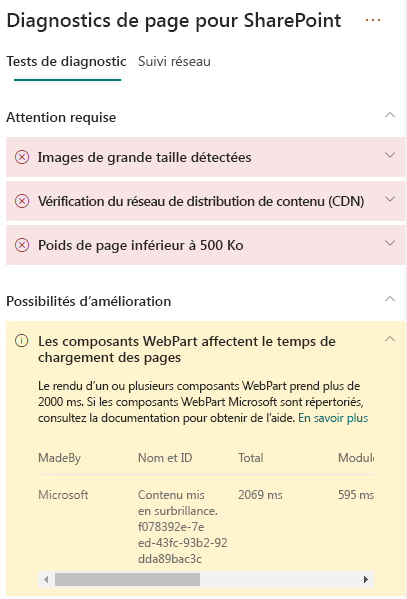 Diagnostics de page pour SharePoint ···
Tests de diagnostic Suivi réseau
Attention requise
Images de grande taille détectées
Vérification du réseau de distribution de contenu (CDN)
Poids de page inférieur à 500 Ko
Possibilités d'amélioration
Les composants WebPart affectent le temps de
chargement des pages
Le rendu d'un ou plusieurs composants WebPart prend plus de
2000 ms. Si les composants WebPart Microsoft sont répertoriés,
consultez la documentation pour obtenir de l'aide. En savoir plus
MadeBy Nom et ID Total Module
Microsoft Contenu mis 2069 ms 595 ms
en surbrillance.
f078392e-7e
ed-43fc-93b2-92
dda89bac3c